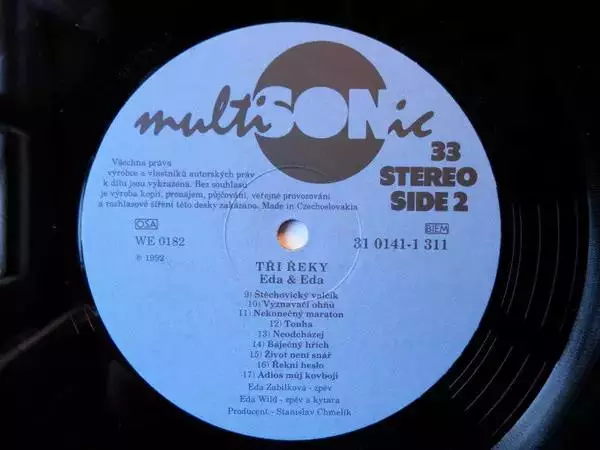 multiSONic
33
STEREO
SIDE 2
Všechna práva
výrobce a vlastníků autorských práv
k dílu jsou vyhrazena. Bez souhlasu
je výroba kopií, pronájem, půjčování, veřejné provozování
a rozhlasové šíření této desky zakázáno. Made in Czechoslovakia
OSA
BIEM
WE 0182
31 0141-1 311
℗ 1992
TŘI ŘEKY
Eda & Eda
9) Štěchovický valčík
10) Vyznavači ohňů
11) Nekonečný maraton
12) Touha
13) Neodcházej
14) Báječný hřích
15) Život není snář
16) Řekni heslo
17) Adios můj kovboji
Eda Zabilková - zpěv
Eda Wild - zpěv a kytara
Producent - Stanislav Chmelík